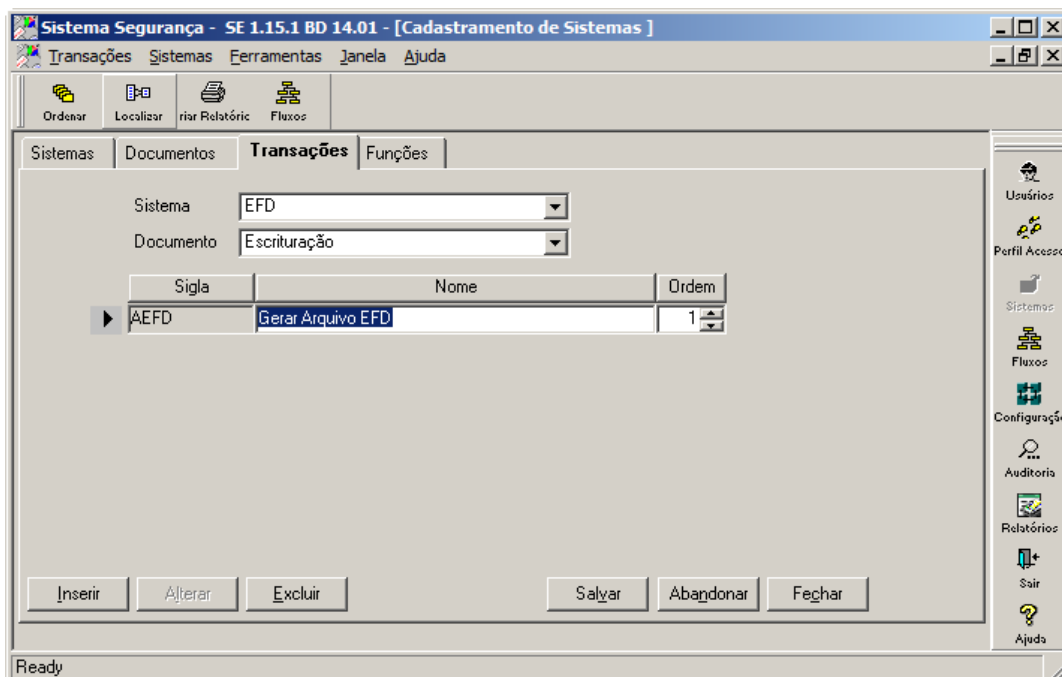 Sistema Segurança -  SE 1.15.1 BD 14.01 - [Cadastramento de Sistemas ]
Transações Sistemas Ferramentas Janela Ajuda
Ordenar Localizar riar Relatóric Fluxos
Sistemas Documentos Transações Funções
Sistema EFD
Documento Escrituração
Sigla Nome Ordem
AEFD Gerar Arquivo EFD 1
Inserir Alterar Excluir Salvar Abandonar Fechar
Usuários
Perfil Acesso
Sistemas
Fluxos
Configuraçã
Auditoria
Relatórios
Sair
Ajuda
Ready